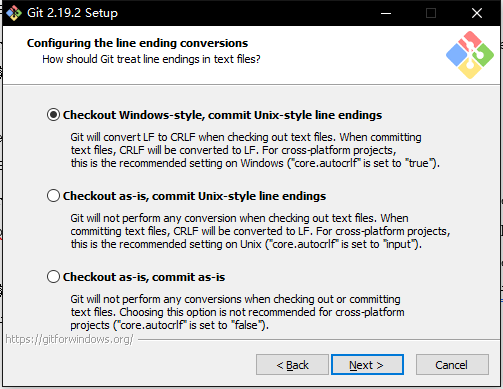 Git 2.19.2 Setup
Configuring the line ending conversions
How should Git treat line endings in text files?
Checkout Windows-style, commit Unix-style line endings
Git will convert LF to CRLF when checking out text files. When committing
text files, CRLF will be converted to LF. For cross-platform projects,
this is the recommended setting on Windows ("core.autocrlf" is set to "true").
Checkout as-is, commit Unix-style line endings
Git will not perform any conversion when checking out text files. When
committing text files, CRLF will be converted to LF. For cross-platform projects,
this is the recommended setting on Unix ("core.autocrlf" is set to "input").
Checkout as-is, commit as-is
Git will not perform any conversions when checking out or committing
text files. Choosing this option is not recommended for cross-platform
projects ("core.autocrlf" is set to "false").
https://gitforwindows.org/
< Back
Next >
Cancel